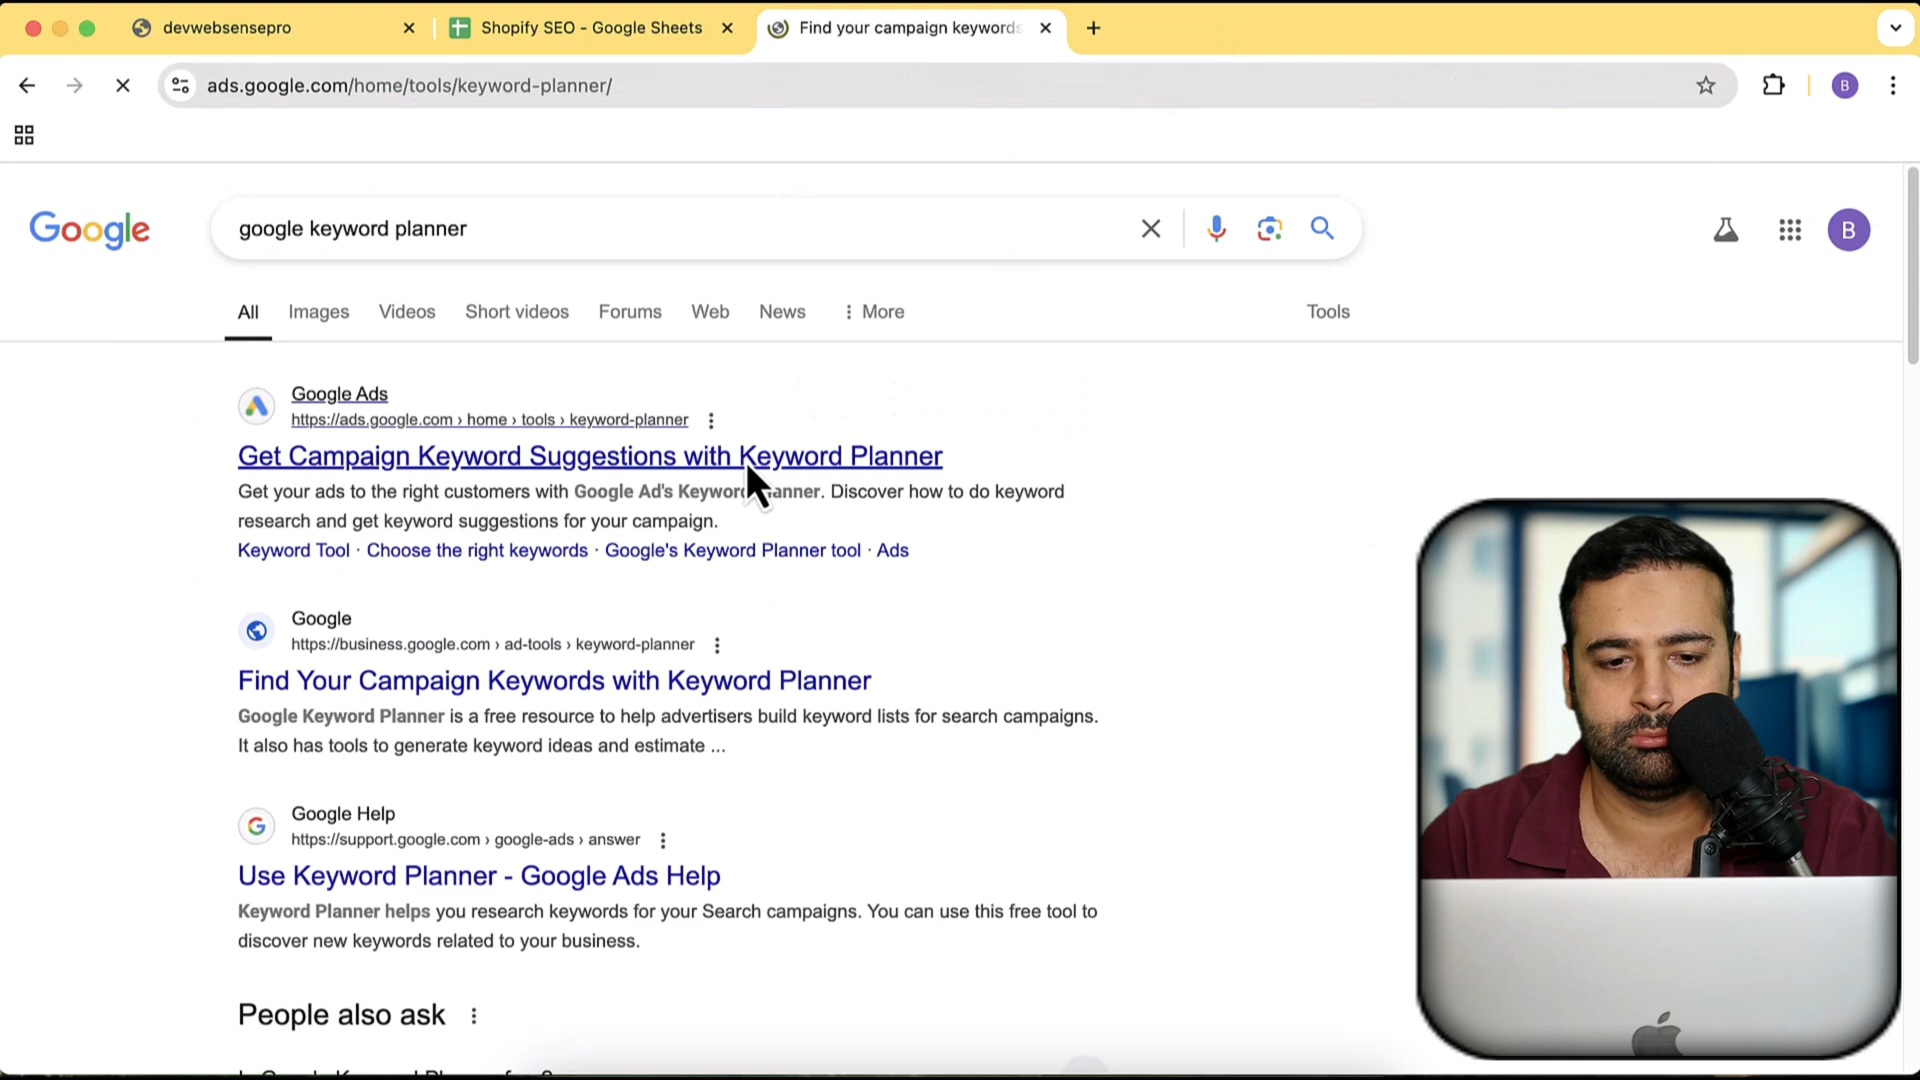 devwebsensepro
Shopify SEO - Google Sheets
Find your campaign keywords
ads.google.com/home/tools/keyword-planner/
B
Google
google keyword planner
B
All
Images
Videos
Short videos
Forums
Web
News
More
Tools
Google Ads
https://ads.google.com › home › tools › keyword-planner
Get Campaign Keyword Suggestions with Keyword Planner
Get your ads to the right customers with Google Ad's Keyword Planner. Discover how to do keyword
research and get keyword suggestions for your campaign.
Keyword Tool · Choose the right keywords · Google's Keyword Planner tool · Ads
Google
https://business.google.com › ad-tools › keyword-planner
Find Your Campaign Keywords with Keyword Planner
Google Keyword Planner is a free resource to help advertisers build keyword lists for search campaigns.
It also has tools to generate keyword ideas and estimate ...
Google Help
https://support.google.com › google-ads › answer
Use Keyword Planner - Google Ads Help
Keyword Planner helps you research keywords for your Search campaigns. You can use this free tool to
discover new keywords related to your business.
People also ask